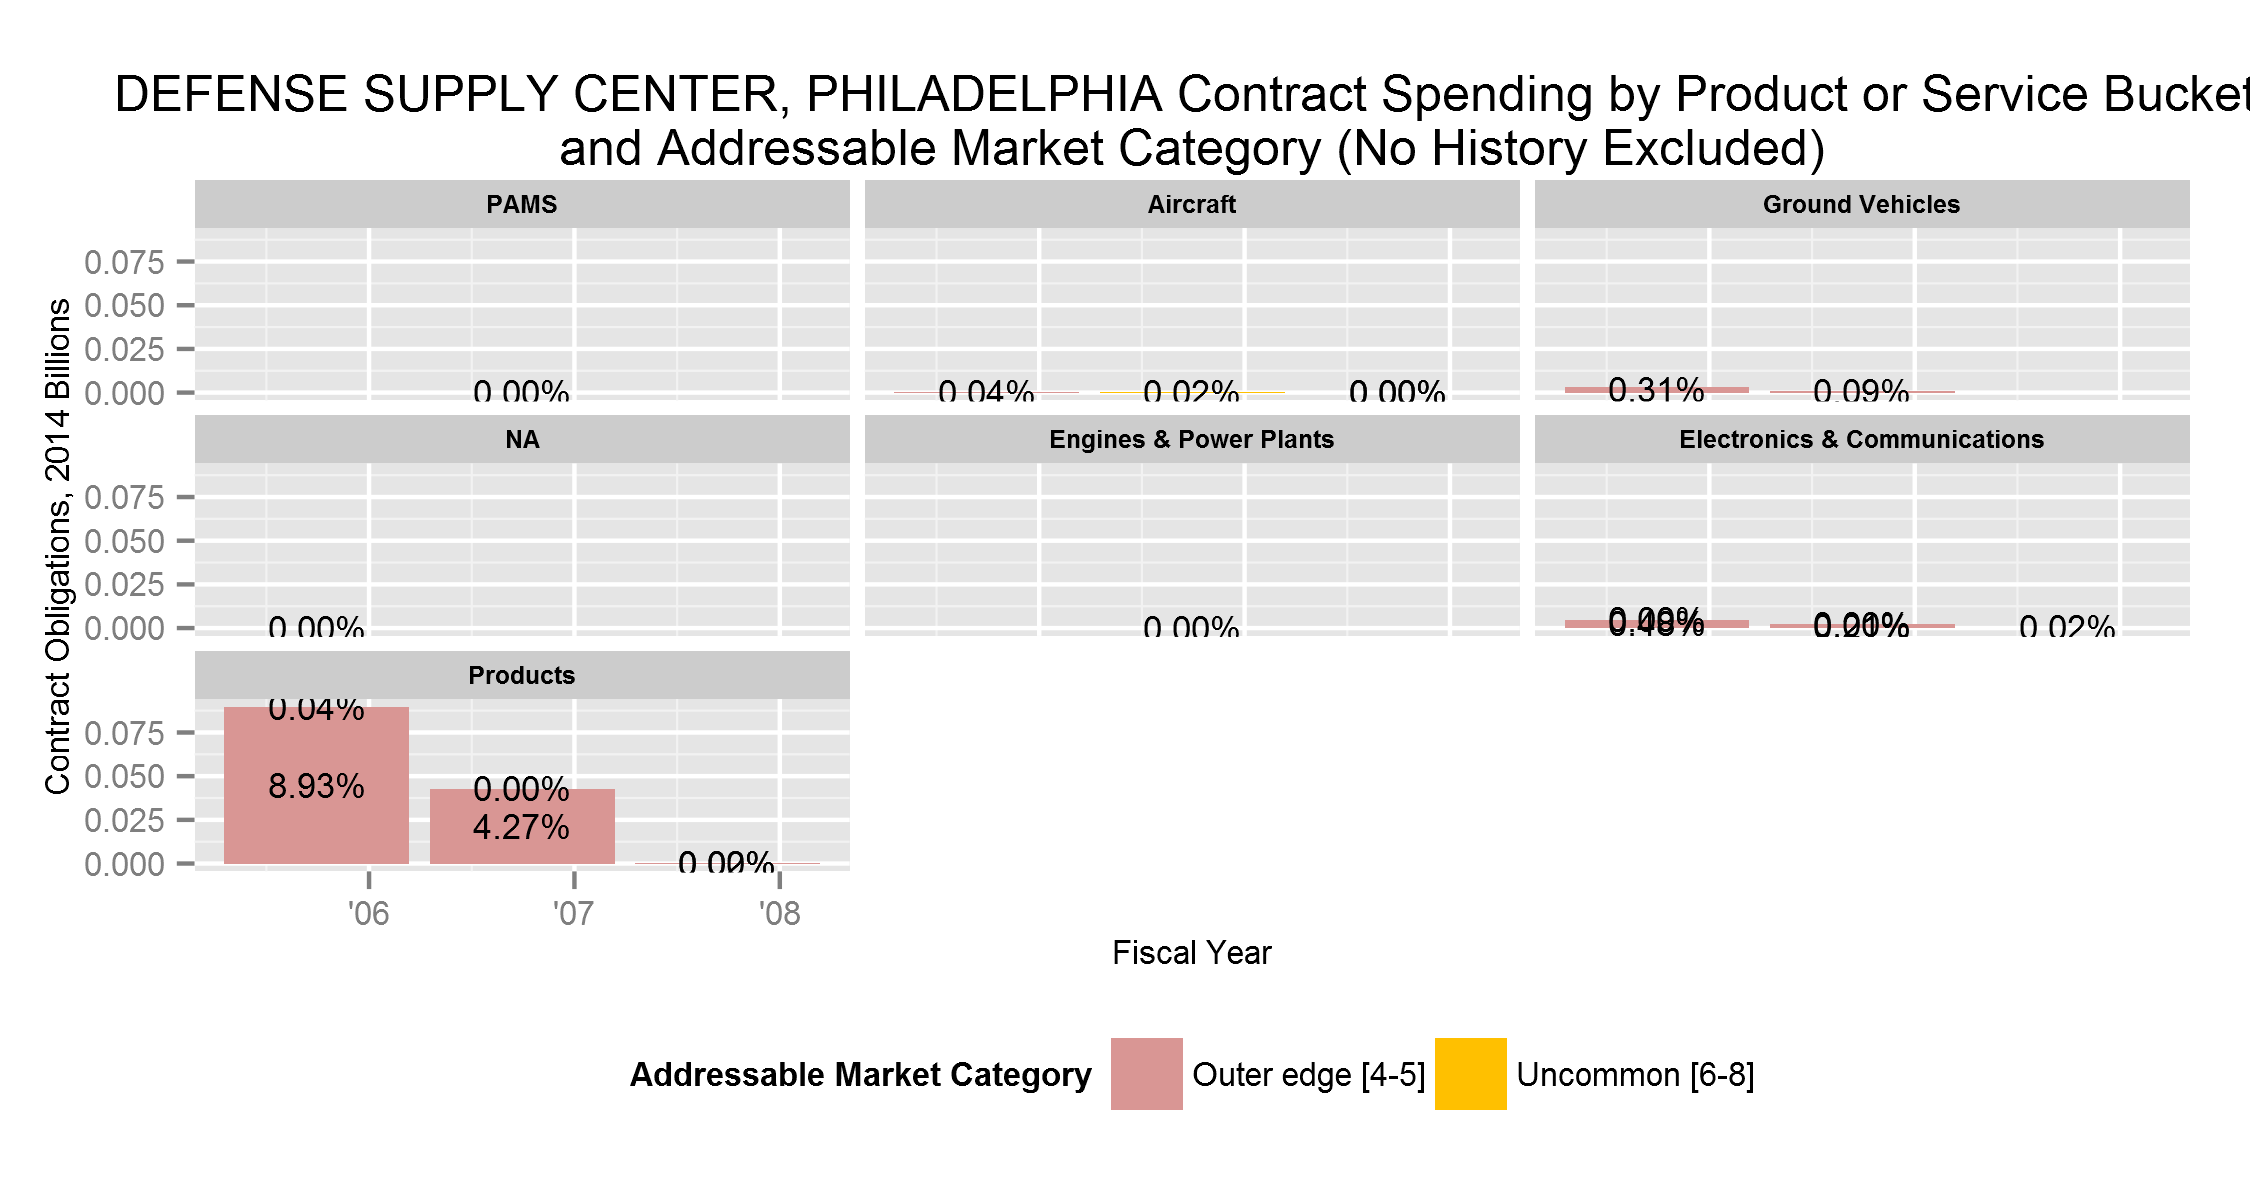 DEFENSE SUPPLY CENTER, PHILADELPHIA Contract Spending by Product or Service Bucket
and Addressable Market Category (No History Excluded)
PAMS
Aircraft
Ground Vehicles
0.075
0.050
0.025
0.000
0.00%
0.04%
0.02%
0.00%
0.31%
0.09%
NA
Engines & Power Plants
Electronics & Communications
0.075
0.050
0.025
0.000
0.00%
0.00%
0.48%
0.02%
Products
0.075
0.050
0.025
0.000
0.04%
8.93%
0.00%
4.27%
'06
'07
'08
Contract Obligations, 2014 Billions
Fiscal Year
Addressable Market Category
Outer edge [4-5]
Uncommon [6-8]